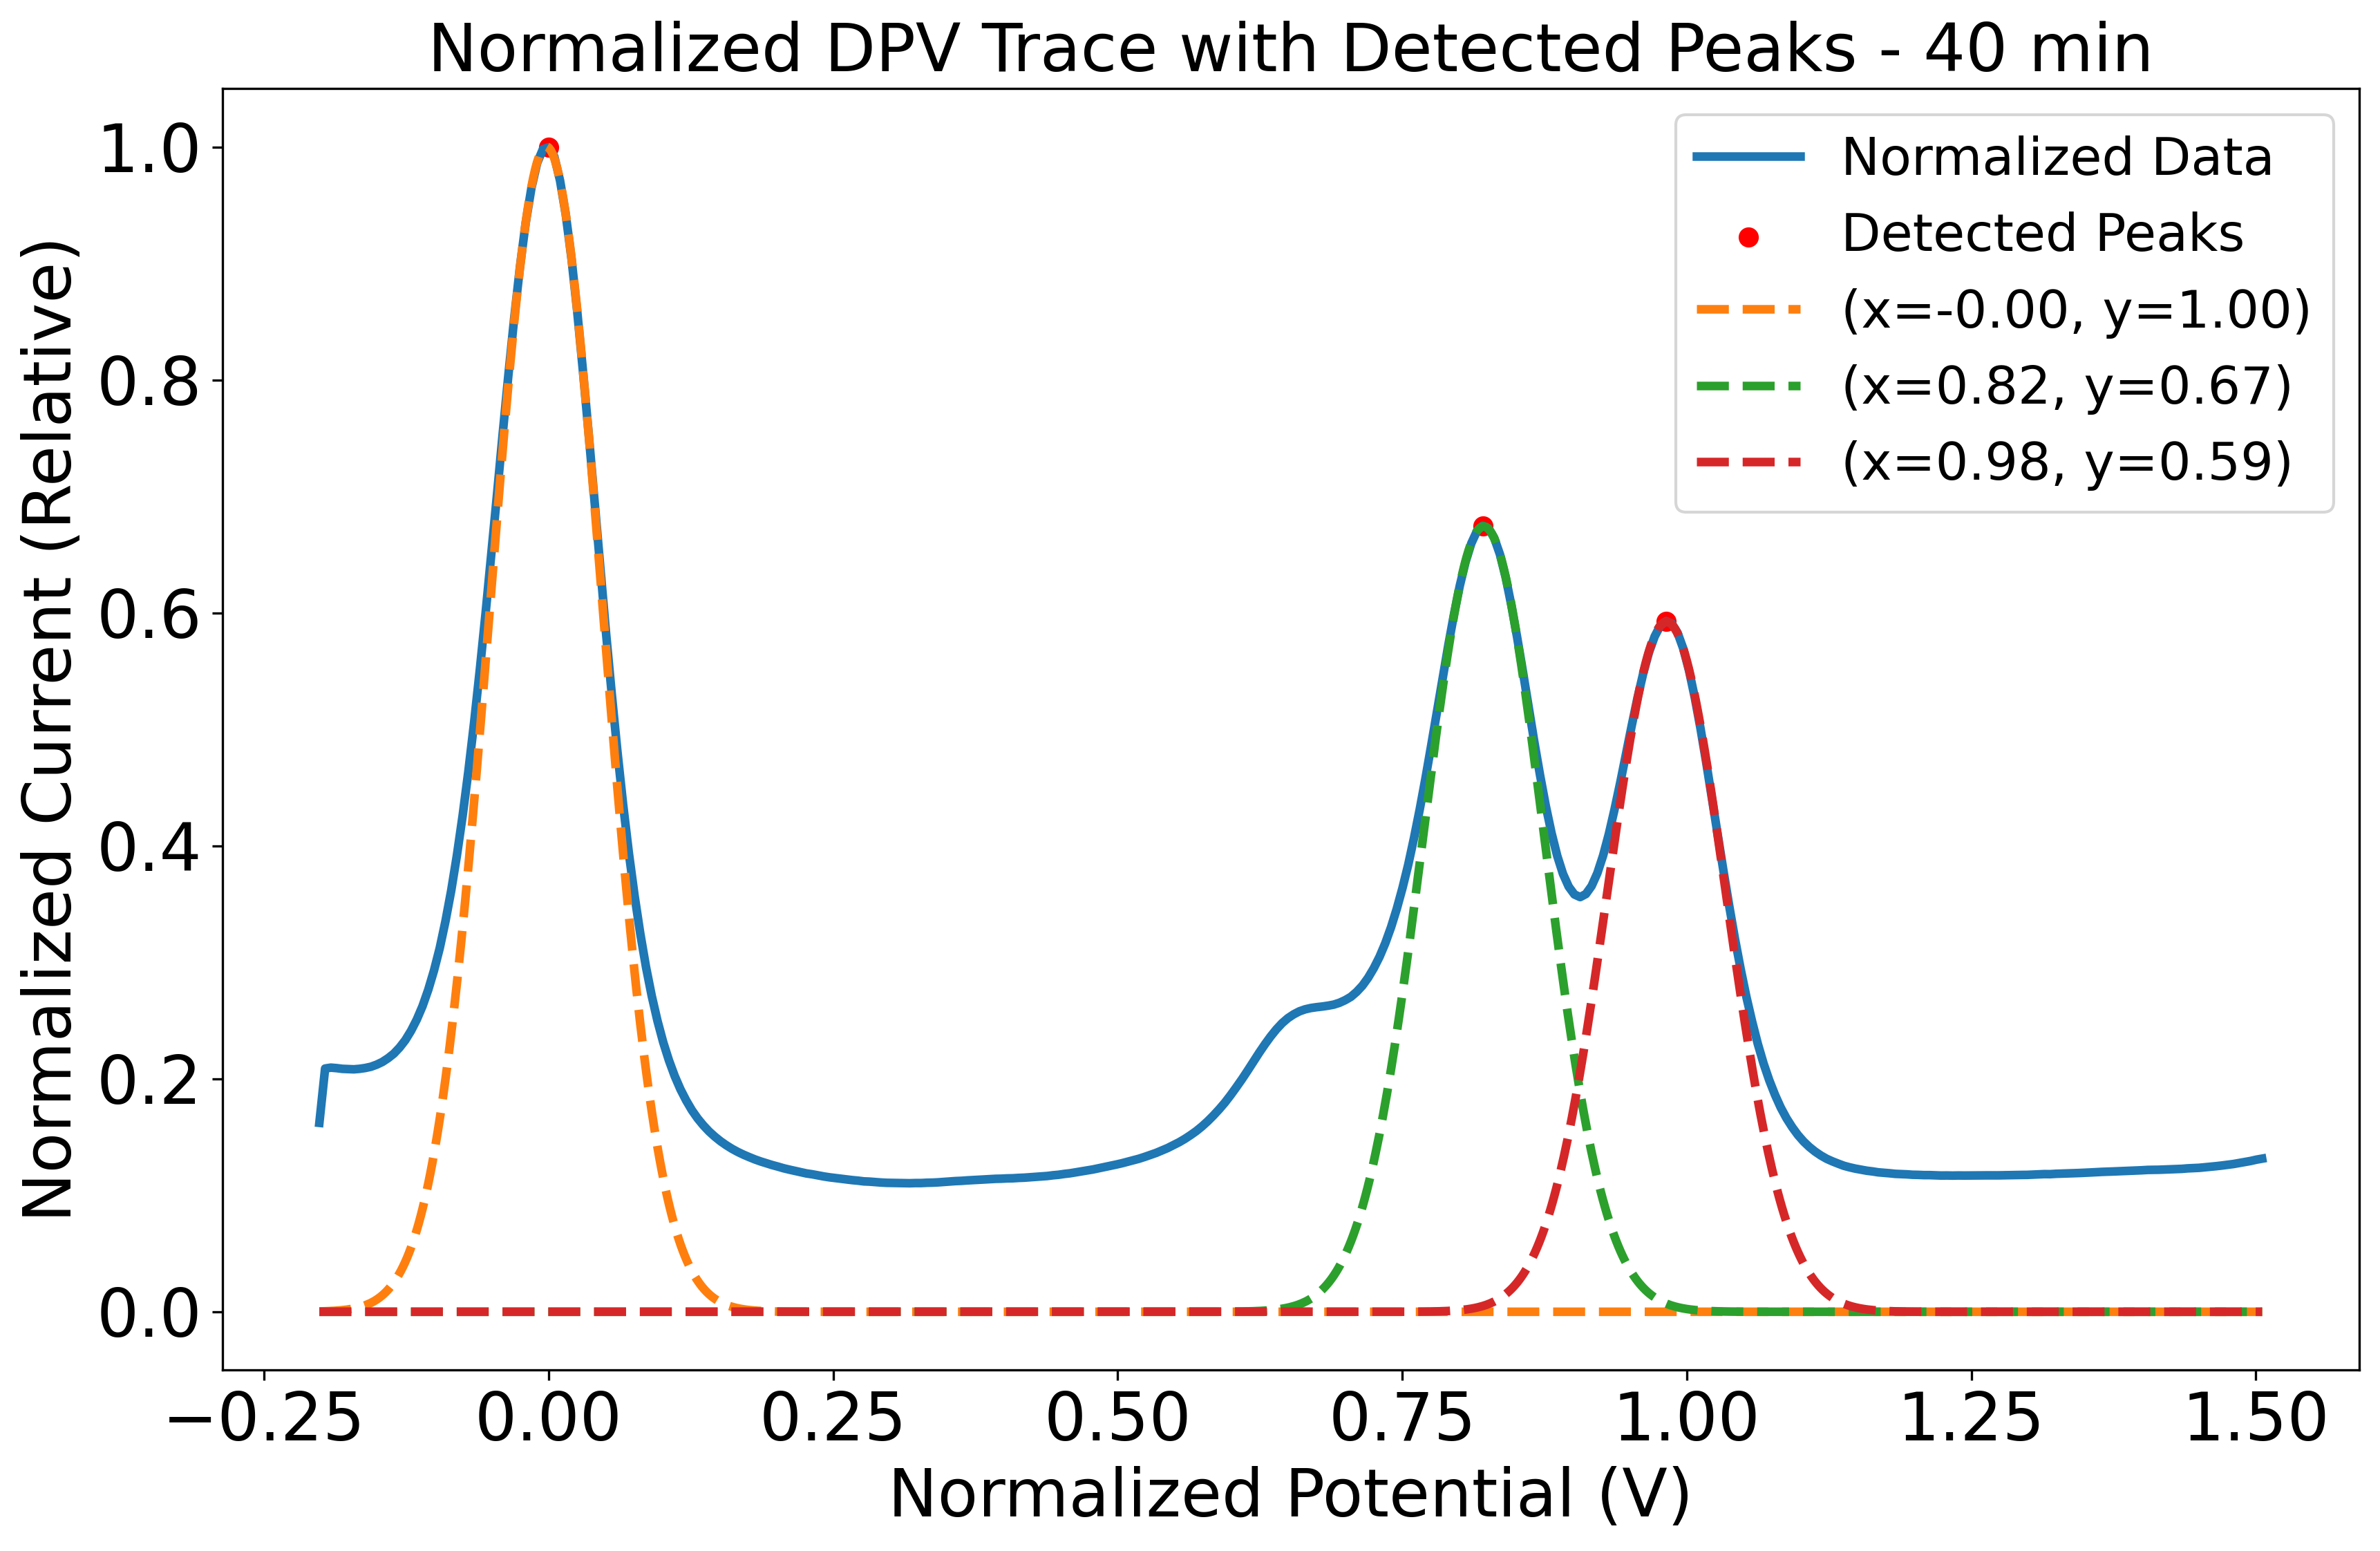 Normalized DPV Trace with Detected Peaks - 40 min
Normalized Current (Relative)
1.0
0.8
0.6
0.4
0.2
0.0
Normalized Data
Detected Peaks
(x=-0.00, y=1.00)
(x=0.82, y=0.67)
(x=0.98, y=0.59)
−0.25 0.00 0.25 0.50 0.75 1.00 1.25 1.50
Normalized Potential (V)